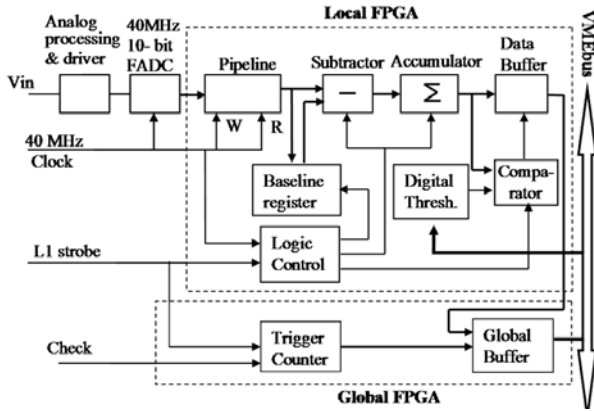 Local FPGA
Analog
processing
& driver
40MHz
10- bit
FADC
Pipeline
Subtractor
Accumulator
Data
Buffer
VMEbus
Vin
−
Σ
W
R
40 MHz
Clock
Baseline
register
Digital
Thresh.
Compa-
rator
L1 strobe
Logic
Control
Check
Trigger
Counter
Global
Buffer
Global FPGA